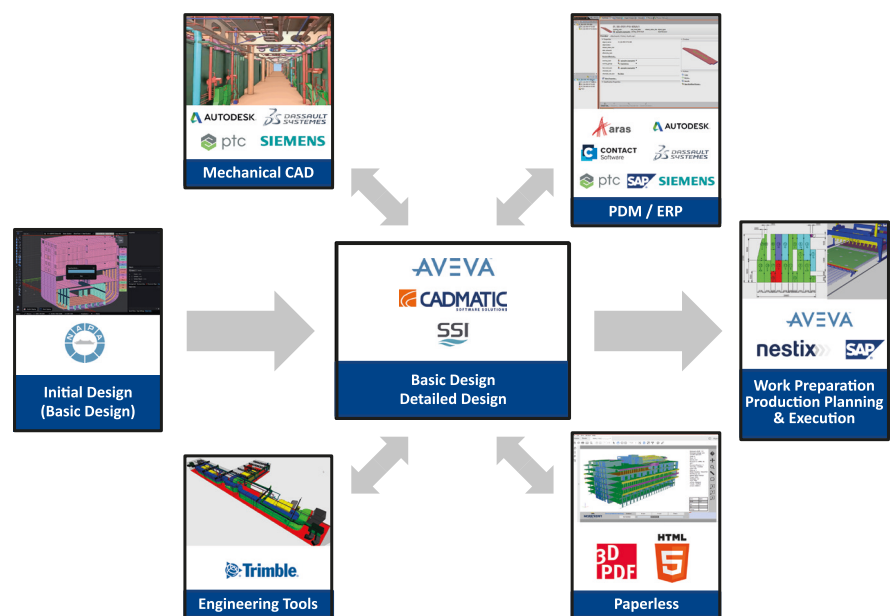 AUTODESK
DASSAULT
SYSTEMES
ptc
SIEMENS
Mechanical CAD
aras
AUTODESK
CONTACT
Software
DASSAULT
SYSTEMES
ptc
SAP
SIEMENS
PDM / ERP
NAPA
Initial Design
(Basic Design)
AVEVA
CADMATIC
SOFTWARE SOLUTIONS
SSI
Basic Design
Detailed Design
AVEVA
nestix
SAP
Work Preparation
Production Planning
& Execution
Trimble
Engineering Tools
3D
PDF
HTML
5
Paperless